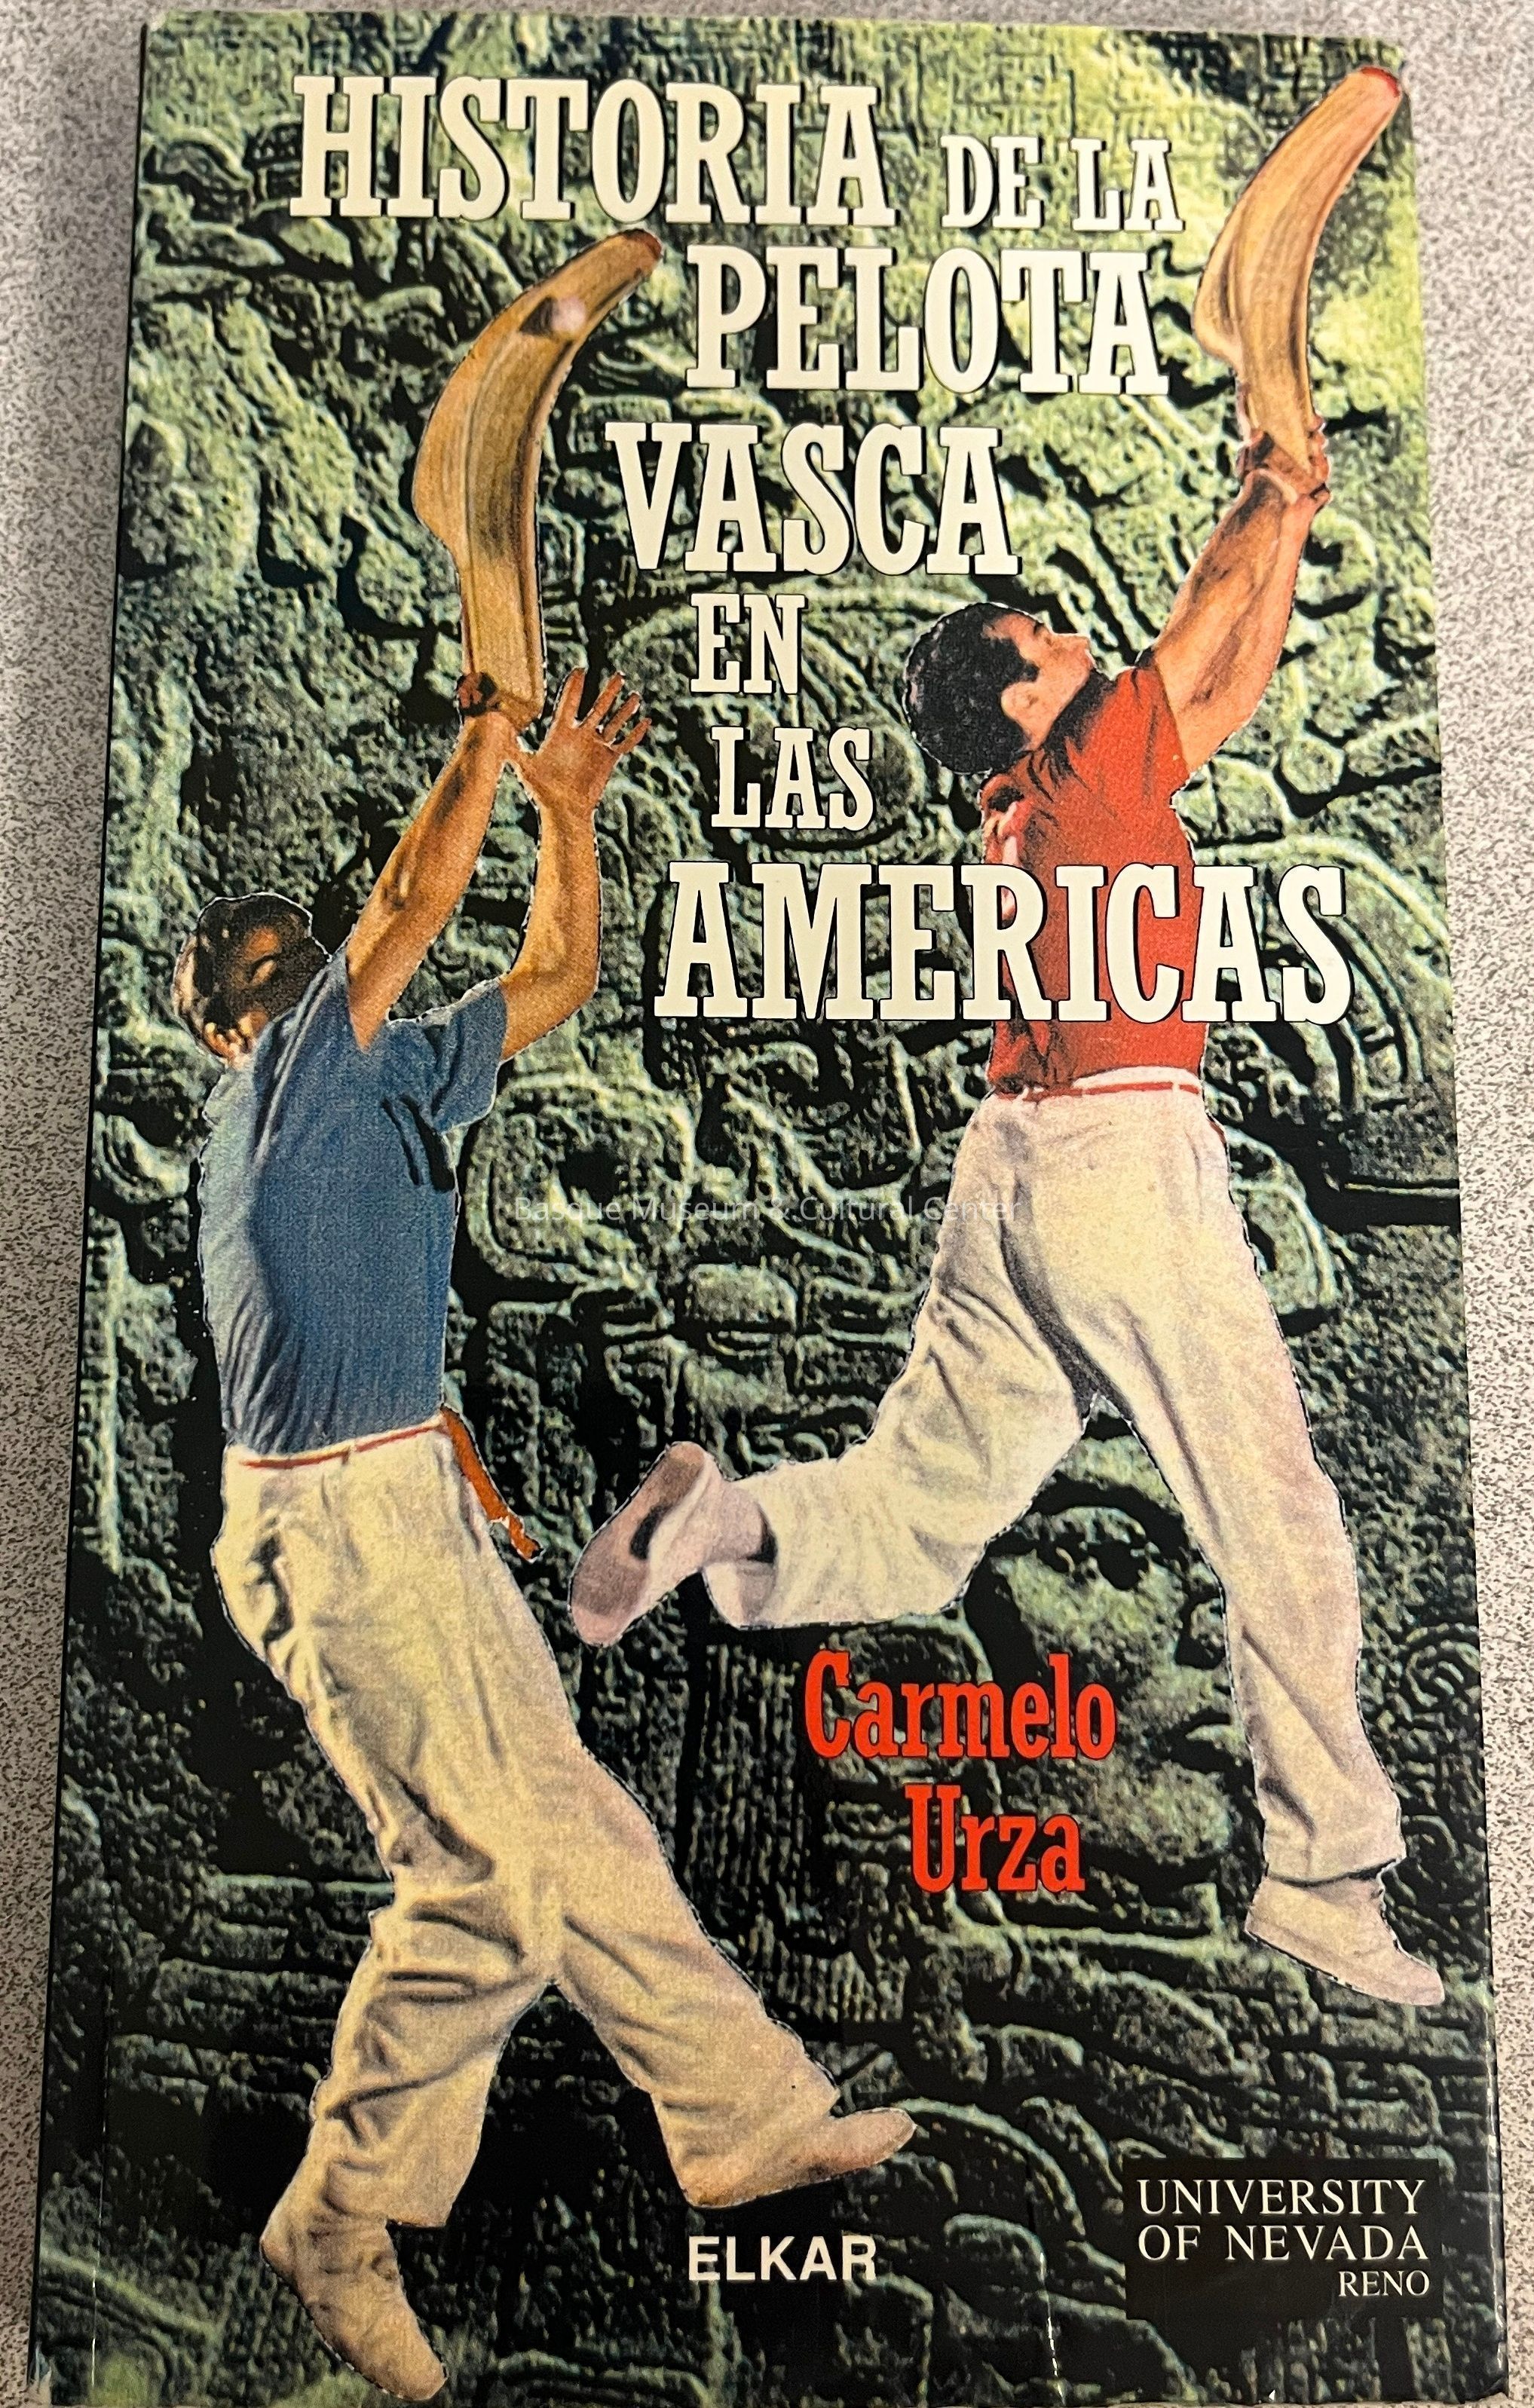 HISTORIA DE LA
PELOTA
VASCA
EN
LAS
AMERICAS
Basque Museum & Cultural Center
Carmelo
Urza
ELKAR
UNIVERSITY
OF NEVADA
RENO